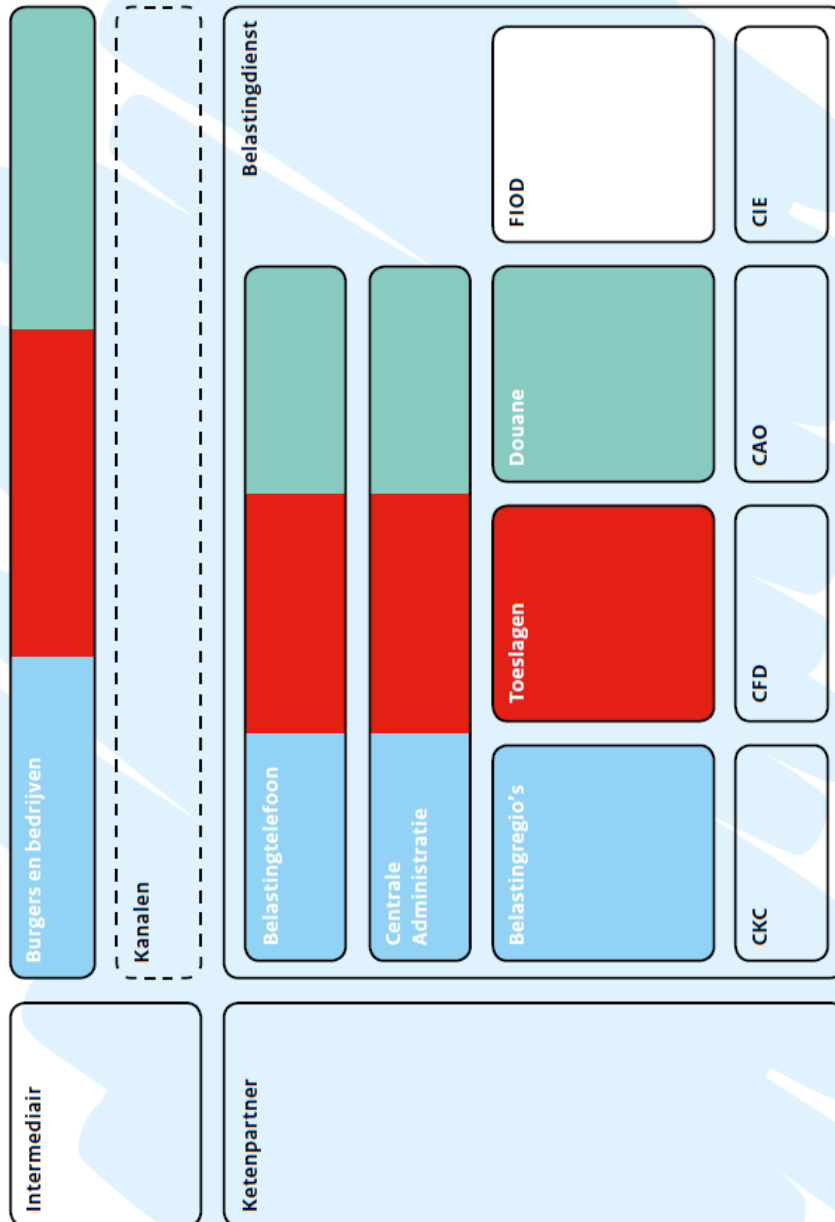 Intermediair
Burgers en bedrijven
Kanalen
Ketenpartner
Belastingdienst
Belastingtelefoon
Centrale
Administratie
Belastingregio's
Toeslagen
Douane
FIOD
CKC
CFD
CAO
CIE